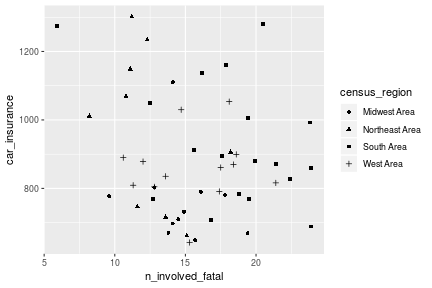 1200
1000
800
5
10
15
20
n_involved_fatal
car_insurance
census_region
Midwest Area
Northeast Area
South Area
West Area